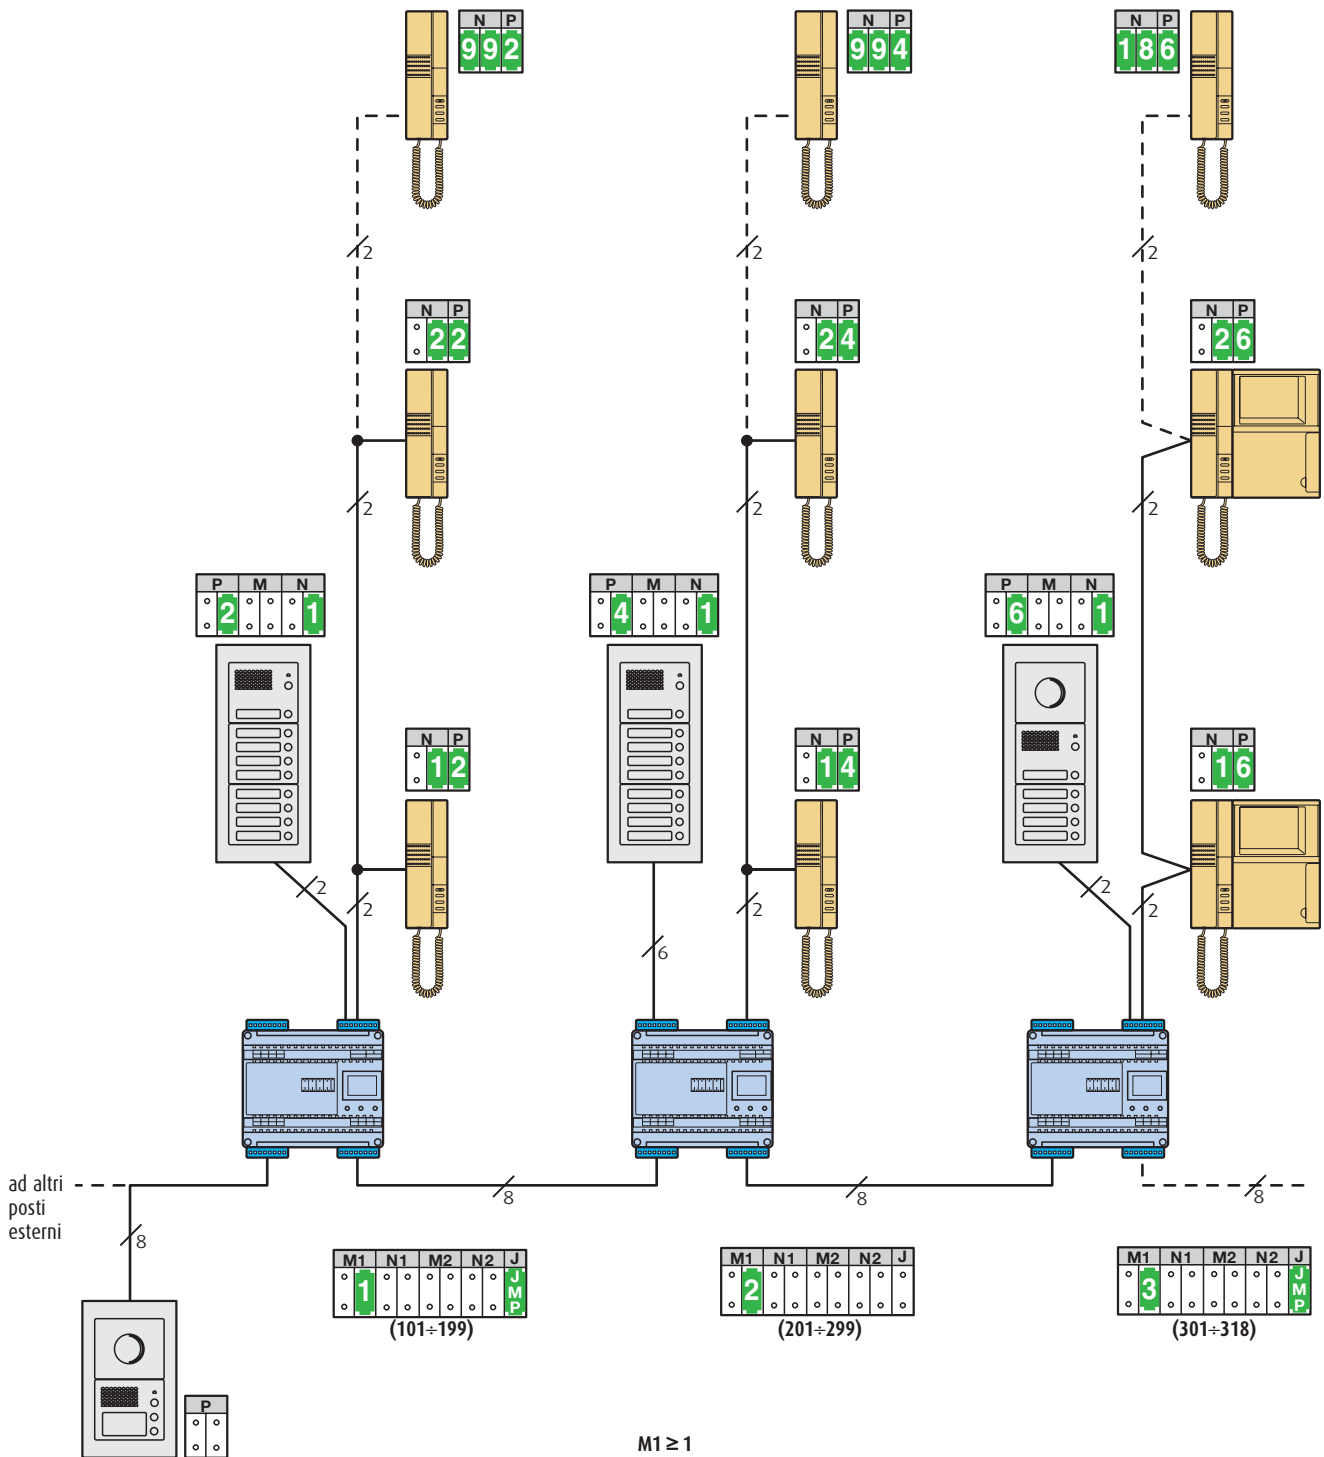 N P N P N P
9 9 2 9 9 4 1 8 6
2 2 2
N P N P N P
2 2 2 4 2 6
2 2 2
P M N P M N P M N
2 1 4 1 6 1
N P N P N P
1 2 1 4 1 6
2 2 2 2 2
6
ad altri
posti
esterni
8 8 8
8
M1 N1 M2 N2 J M1 N1 M2 N2 J M1 N1 M2 N2 J
1 JMP 2 3 JMP
(101÷199) (201÷299) (301÷318)
P
M1 ≥ 1